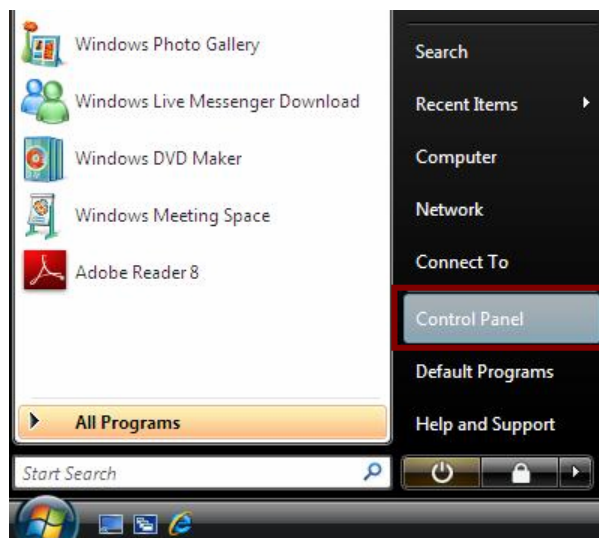 Windows Photo Gallery
Windows Live Messenger Download
Windows DVD Maker
Windows Meeting Space
Adobe Reader 8
All Programs
Start Search
Search
Recent Items
Computer
Network
Connect To
Control Panel
Default Programs
Help and Support